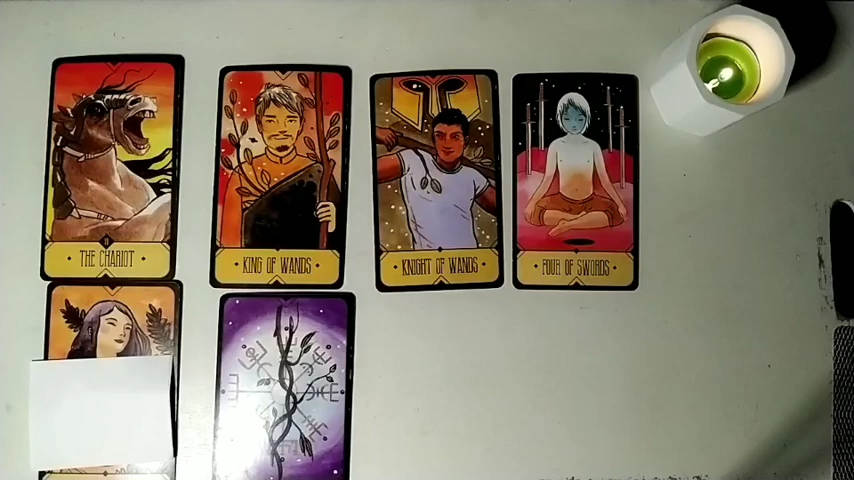 THE CHARIOT
KING OF WANDS
KNIGHT OF WANDS
FOUR OF SWORDS